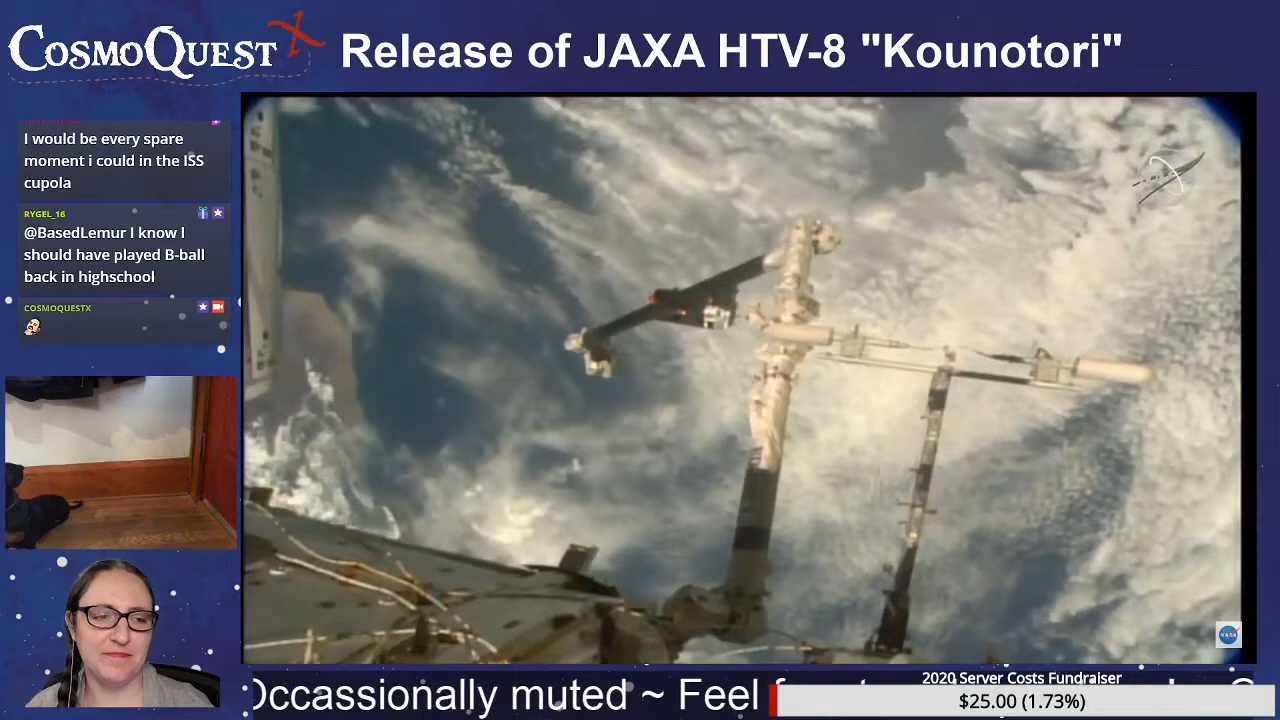 CosmoQuest X
Release of JAXA HTV-8 "Kounotori"
I would be every spare
moment i could in the ISS
cupola
RYGEL_16
@BasedLemur I know I
should have played B-ball
back in highschool
COSMOQUESTX
NASA
Occassionally muted ~ Feel
2020 Server Costs Fundraiser
$25.00 (1.73%)